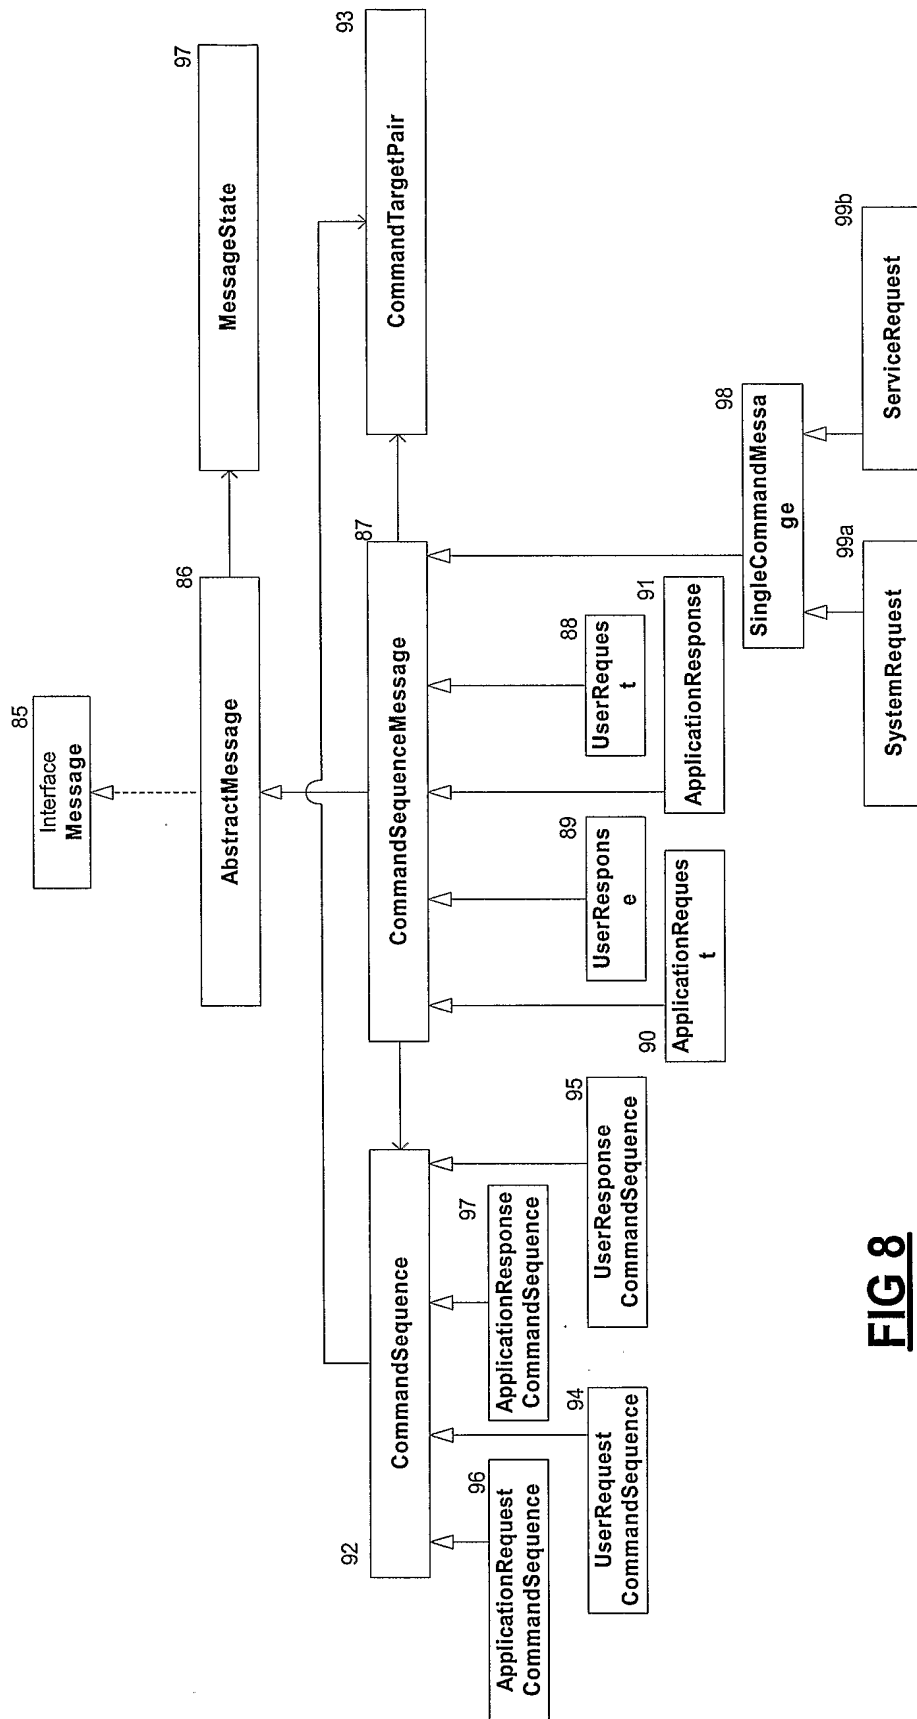 85
Interface
Message
86
AbstractMessage
97
MessageState
92
CommandSequence
87
CommandSequenceMessage
93
CommandTargetPair
96
ApplicationRequest
CommandSequence
97
ApplicationResponse
CommandSequence
94
UserRequest
CommandSequence
95
UserResponse
CommandSequence
89
UserRespons
e
88
UserReques
t
90
ApplicationReques
t
91
ApplicationResponse
98
SingleCommandMessa
ge
99a
SystemRequest
99b
ServiceRequest
FIG 8